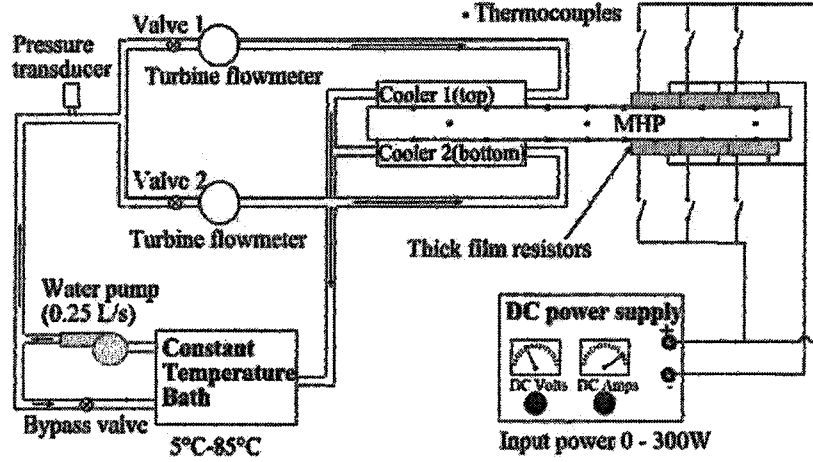 Valve 1
• Thermocouples
Pressure
transducer
Turbine flowmeter
Cooler 1(top)
MHP
Cooler 2(bottom)
Valve 2
Turbine flowmeter
Thick film resistors
Water pump
(0.25 L/s)
DC power supply
+
Constant
Temperature
Bath
DC Volts
DC Amps
-
Bypass valve
5°C-85°C
Input power 0 - 300W